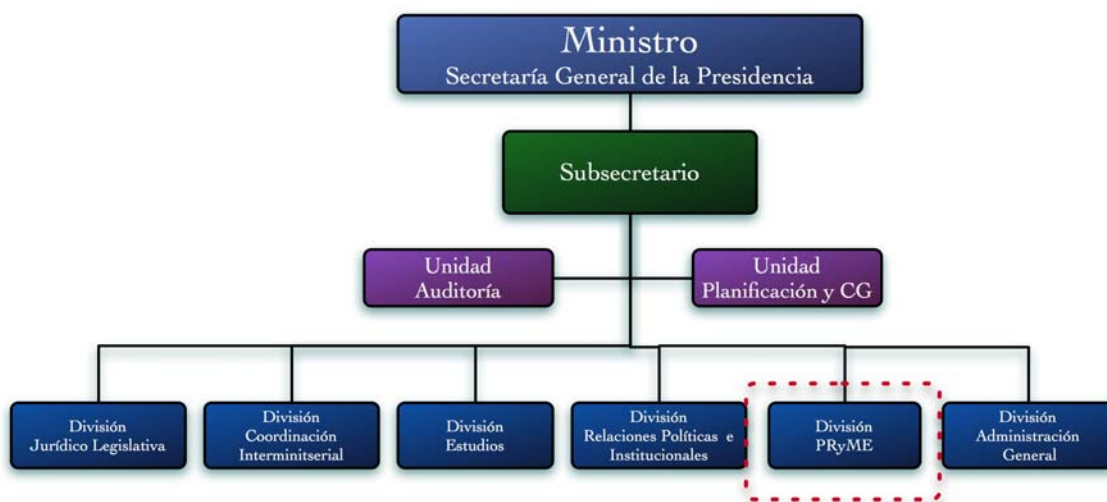 Ministro
Secretaría General de la Presidencia
Subsecretario
Unidad
Auditoría
Unidad
Planificación y CG
División
Jurídico Legislativa
División
Coordinación
Interminitserial
División
Estudios
División
Relaciones Políticas e
Institucionales
División
PRyME
División
Administración
General